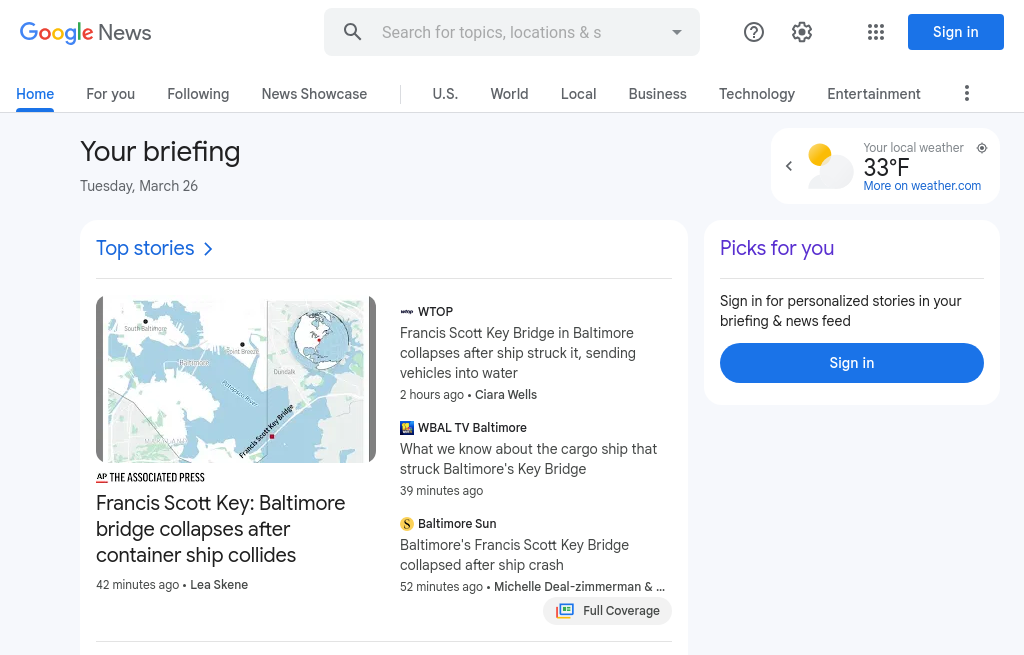 Google News
Search for topics, locations & s
Sign in
Home
For you
Following
News Showcase
U.S.
World
Local
Business
Technology
Entertainment
Your briefing
Tuesday, March 26
Your local weather
33°F
More on weather.com
Top stories
Picks for you
Sign in for personalized stories in your
briefing & news feed
Sign in
South Baltimore
Point Breeze
Baltimore
Dundalk
Patapsco River
Francis Scott Key Bridge
MARYLAND
AP THE ASSOCIATED PRESS
Francis Scott Key: Baltimore
bridge collapses after
container ship collides
42 minutes ago • Lea Skene
wtop WTOP
Francis Scott Key Bridge in Baltimore
collapses after ship struck it, sending
vehicles into water
2 hours ago • Ciara Wells
WBAL TV Baltimore
What we know about the cargo ship that
struck Baltimore's Key Bridge
39 minutes ago
S Baltimore Sun
Baltimore's Francis Scott Key Bridge
collapsed after ship crash
52 minutes ago • Michelle Deal-zimmerman & ...
Full Coverage